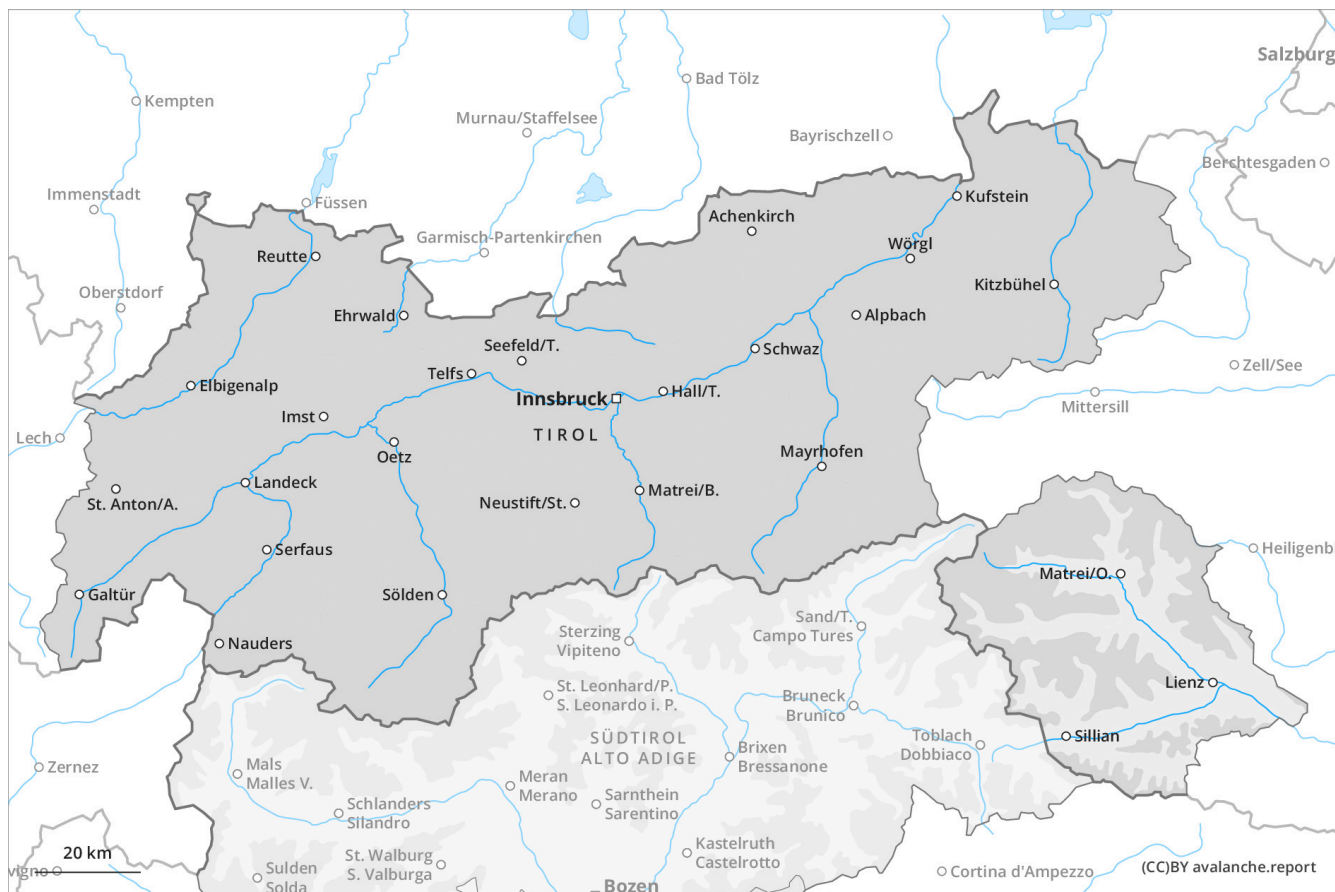 Salzburg
Kempten
Bad Tölz
Murnau/Staffelsee
Bayrischzell
Berchtesgaden
Immenstadt
Füssen
Kufstein
Achenkirch
Garmisch-Partenkirchen
Wörgl
Reutte
Kitzbühel
Oberstdorf
Ehrwald
Alpbach
Seefeld/T.
Schwaz
Zell/See
Telfs
Elbigenalp
Hall/T.
Innsbruck
Mittersill
Imst
TIROL
Lech
Oetz
Mayrhofen
Landeck
St. Anton/A.
Neustift/St.
Matrei/B.
Serfaus
Heiligenb
Matrei/O.
Galtür
Sölden
Sand/T.
Campo Tures
Nauders
Sterzing
Vipiteno
Lienz
St. Leonhard/P.
S. Leonardo i. P.
Bruneck
Brunico
SÜDTIROL
ALTO ADIGE
Toblach
Dobbiaco
Sillian
Brixen
Bressanone
Zernez
Mals
Malles V.
Meran
Merano
Schlanders
Silandro
Sarnthein
Sarentino
Kastelruth
Castelrotto
20 km
St. Walburg
S. Valburga
vigno
Sulden
Solda
Cortina d'Ampezzo
(CC)BY avalanche.report
Bozen